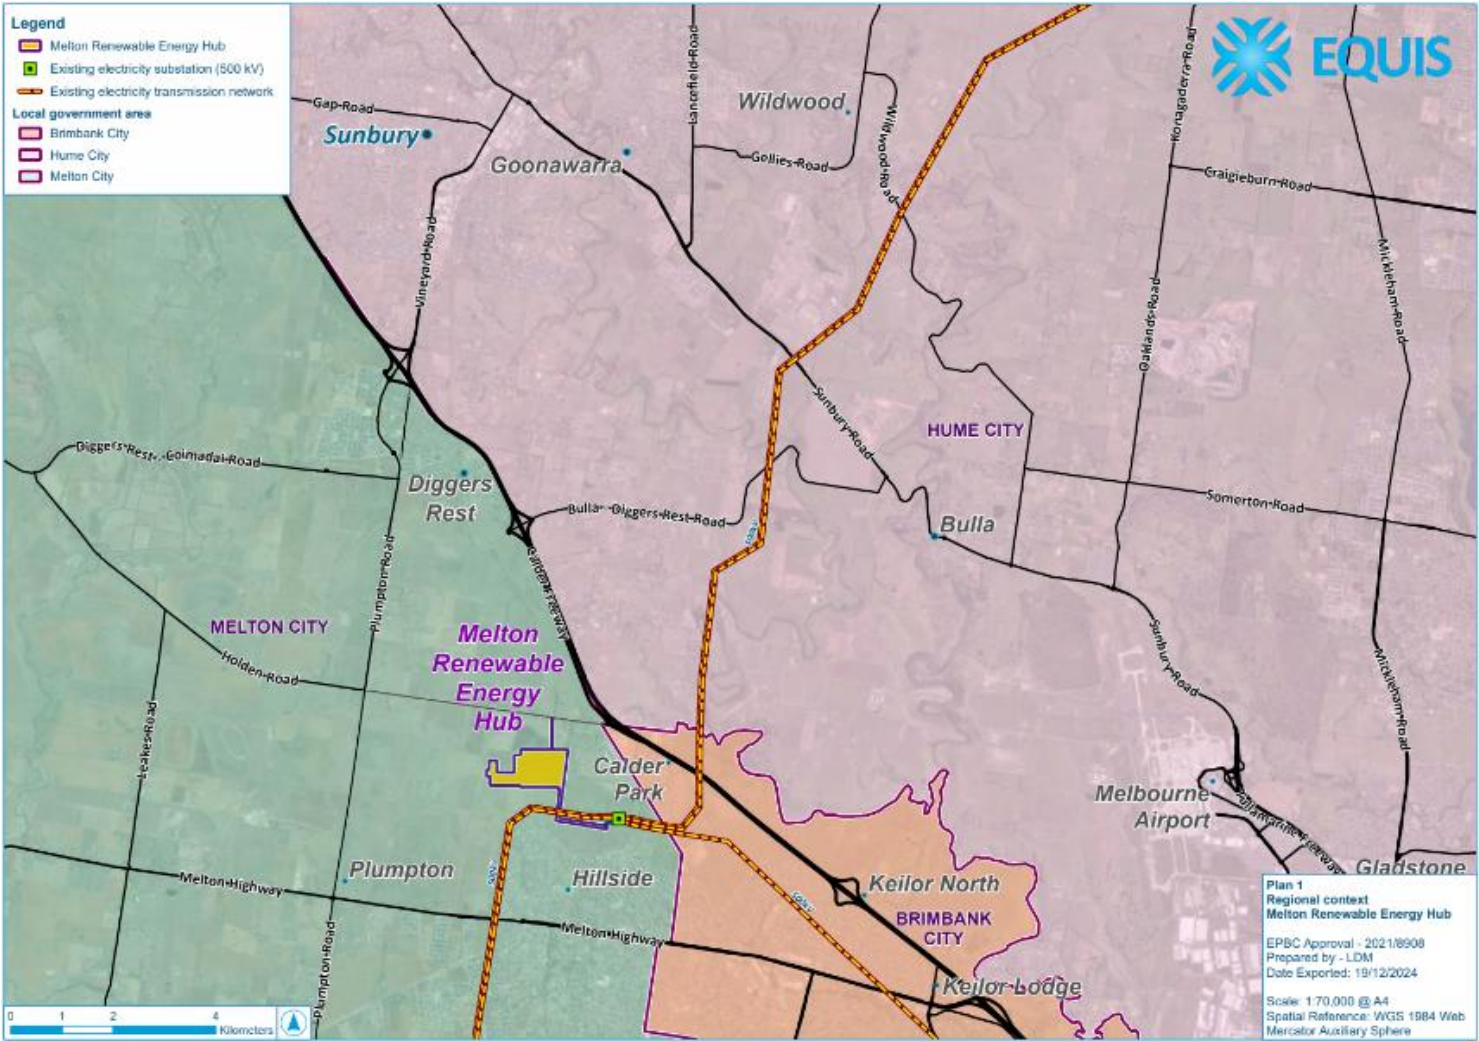 Legend
Melton Renewable Energy Hub
Existing electricity substation (500 kV)
Existing electricity transmission network
Local government area
Brimbank City
Hume City
Melton City
EQUIS
Gap-Road
Sunbury
Goonawarra
Lancefield-Road
Wildwood
Wildwood-Road
Gellies-Road
Konagaderra-Road
Craigieburn-Road
Mickleham-Road
Oaklands-Road
Vineyard-Road
Sunbury-Road
HUME CITY
Diggers-Rest--Coimadai-Road
Diggers
Rest
Bulla--Diggers-Rest-Road
Somerton-Road
Bulla
500kV
Calder-Freeway
Plumpton-Road
MELTON CITY
Holden-Road
Melton
Renewable
Energy
Hub
Sunbury-Road
Mickleham-Road
Leakes-Road
Calder
Park
Melbourne
Airport
Tullamarine-Freeway
Gladstone
Plumpton
Melton-Highway
Hillside
500kV
500kV
Keilor North
BRIMBANK
CITY
Melton-Highway
Plumpton-Road
Keilor Lodge
Plan 1
Regional context
Melton Renewable Energy Hub
EPBC Approval - 2021/8908
Prepared by - LDM
Date Exported: 19/12/2024
Scale: 1:70,000 @ A4
Spatial Reference: WGS 1984 Web
Mercator Auxiliary Sphere
0 1 2 4
Kilometers